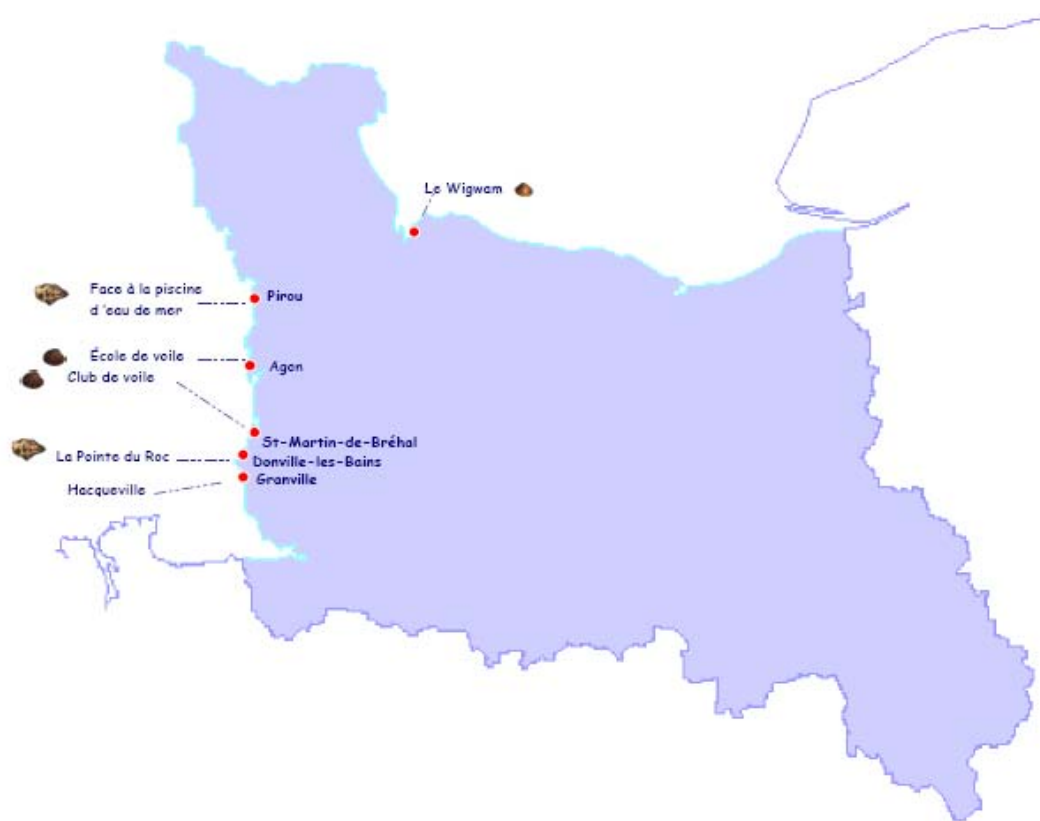 Le Wigwam
Face à la piscine
d'eau de mer
Pirou
École de voile
Agon
Club de voile
St-Martin-de-Bréhal
La Pointe du Roc
Donville-les-Bains
Hacqueville
Granville